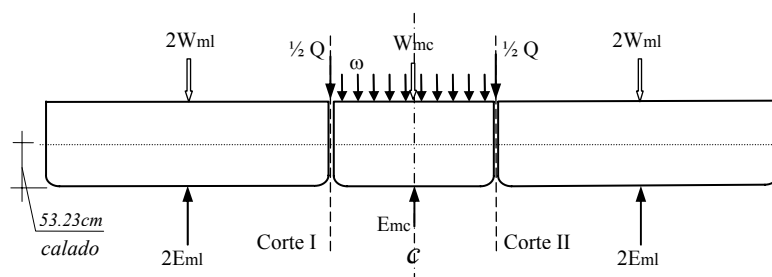 2Wml
½ Q
ω
Wmc
½ Q
2Wml
53.23cm
calado
2Eml
Corte I
Emc
C
Corte II
2Eml